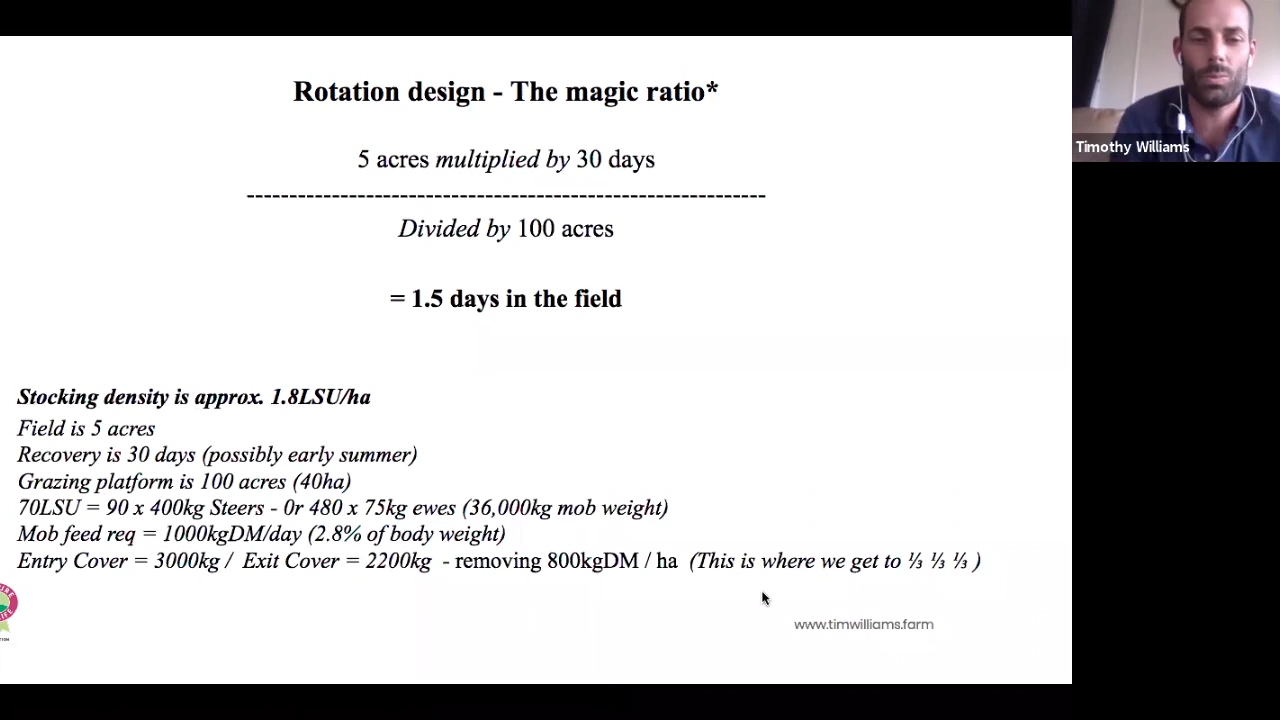 Rotation design - The magic ratio*
5 acres multiplied by 30 days
-------------------------------------------------------------
Divided by 100 acres
= 1.5 days in the field
Stocking density is approx. 1.8LSU/ha
Field is 5 acres
Recovery is 30 days (possibly early summer)
Grazing platform is 100 acres (40ha)
70LSU = 90 x 400kg Steers - 0r 480 x 75kg ewes (36,000kg mob weight)
Mob feed req = 1000kgDM/day (2.8% of body weight)
Entry Cover = 3000kg / Exit Cover = 2200kg - removing 800kgDM / ha (This is where we get to ⅓ ⅓ ⅓ )
www.timwilliams.farm
Timothy Williams